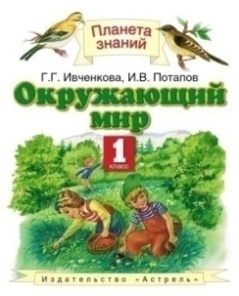 Планета
знаний
Г.Г. Ивченкова, И.В. Потапов
Окружающий
мир
1
класс
Издательство «Астрель»